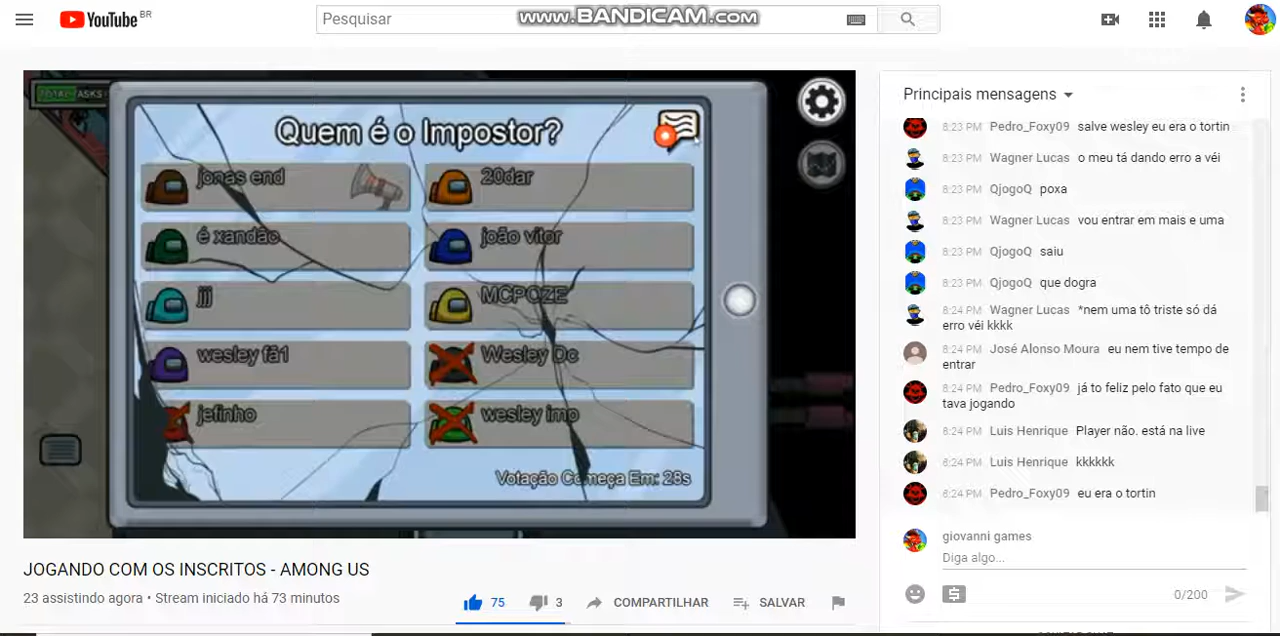 YouTube BR
Pesquisar
WWW.BANDICAM.COM
TOTAL TASKS
Quem é o Impostor?
jonas end
20dar
é xandão
joão vitor
jjj
MCPOZE
wesley fã1
Wesley Dc
jefinho
wesley imp
Votação Começa Em: 28s
JOGANDO COM OS INSCRITOS - AMONG US
23 assistindo agora • Stream iniciado há 73 minutos
75
3
COMPARTILHAR
SALVAR
Principais mensagens
8:23 PM Pedro_Foxy09 salve wesley eu era o tortin
8:23 PM Wagner Lucas o meu tá dando erro a véi
8:23 PM QjogoQ poxa
8:23 PM Wagner Lucas vou entrar em mais e uma
8:23 PM QjogoQ saiu
8:23 PM QjogoQ que dogra
8:24 PM Wagner Lucas *nem uma tô triste só dá
erro véi kkkk
8:24 PM José Alonso Moura eu nem tive tempo de
entrar
8:24 PM Pedro_Foxy09 já to feliz pelo fato que eu
tava jogando
8:24 PM Luis Henrique Player não. está na live
8:24 PM Luis Henrique kkkkkk
8:24 PM Pedro_Foxy09 eu era o tortin
giovanni games
Diga algo...
0/200